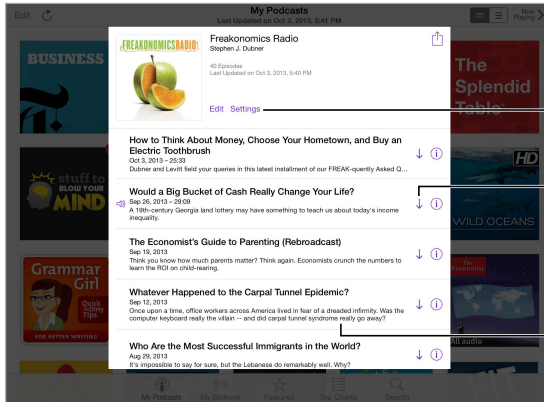 Edit
My Podcasts
Last Updated on Oct 3, 2013, 5:41 PM
Now
Playing
BUSINESS
FREAKONOMICS RADIO
Freakonomics Radio
Stephen J. Dubner
40 Episodes
Last Updated on Oct 3, 2013, 5:40 PM
Edit Settings
The
Splendid
Table
How to Think About Money, Choose Your Hometown, and Buy an
Electric Toothbrush
Oct 3, 2013 – 25:33
Dubner and Levitt field your queries in this latest installment of our FREAK-quently Asked Q...
stuff to
BLOW YOUR
MIND
HD
WILD OCEANS
Would a Big Bucket of Cash Really Change Your Life?
Sep 26, 2013 – 29:09
A 19th-century Georgia land lottery may have something to teach us about today's income
inequality.
The Economist's Guide to Parenting (Rebroadcast)
Sep 19, 2013
Think you know how much parents matter? Think again. Economists crunch the numbers to
learn the ROI on child-rearing.
Grammar
Girl
Quick
and Dirty
Tips
FOR BETTER WRITING
The
Economist
All audio
Whatever Happened to the Carpal Tunnel Epidemic?
Sep 12, 2013
Once upon a time, office workers across America lived in fear of a dreaded infirmity. Was the
computer keyboard really the villain -- and did carpal tunnel syndrome really go away?
Who Are the Most Successful Immigrants in the World?
Aug 29, 2013
It's impossible to say for sure, but the Lebanese do remarkably well. Why?
My Podcasts
My Stations
Featured
Top Charts
Search